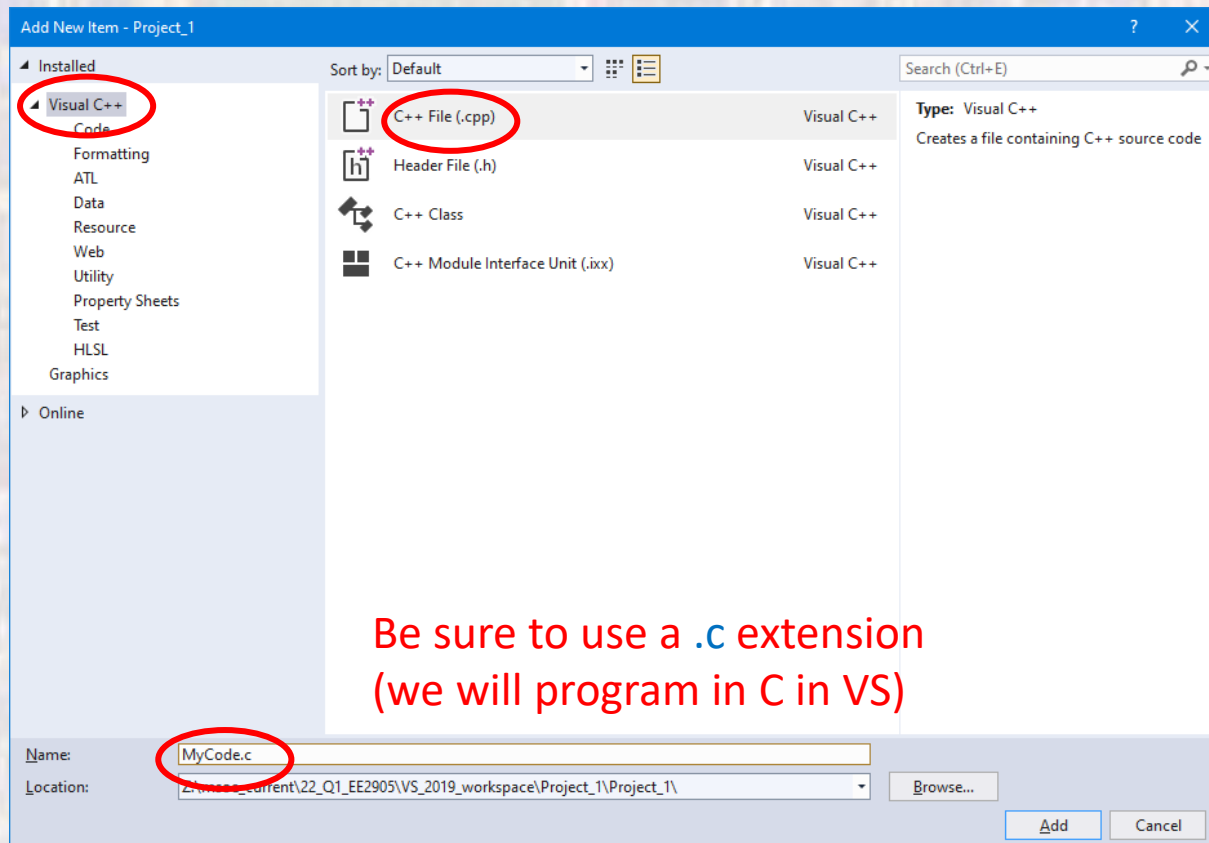 Add New Item - Project_1
? ×
Installed
Visual C++
Code
Formatting
ATL
Data
Resource
Web
Utility
Property Sheets
Test
HLSL
Graphics
Online
Sort by: Default
Search (Ctrl+E)
C++ File (.cpp) Visual C++
Header File (.h) Visual C++
C++ Class Visual C++
C++ Module Interface Unit (.ixx) Visual C++
Type: Visual C++
Creates a file containing C++ source code
Be sure to use a .c extension
(we will program in C in VS)
Name: MyCode.c
Location: Z:\msoe_current\22_Q1_EE2905\VS_2019_workspace\Project_1\Project_1\
Browse...
Add Cancel